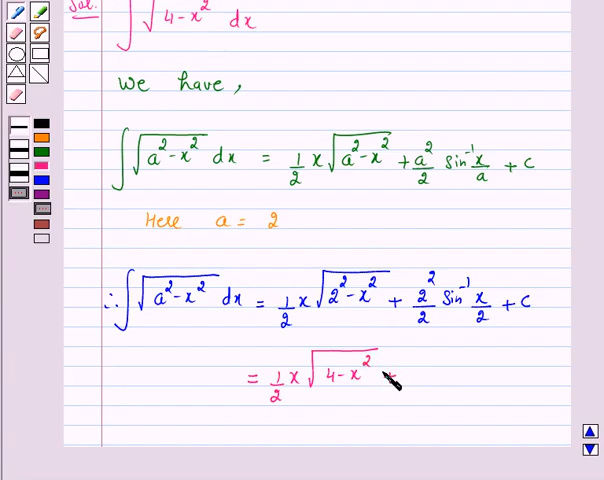 Sol.
∫ √(4-x²) dx
We have,
∫ √(a²-x²) dx = 1/2 x √(a²-x²) + a²/2 sin⁻¹ x/a + c
Here a = 2
∴ ∫ √(a²-x²) dx = 1/2 x √(2²-x²) + 2²/2 sin⁻¹ x/2 + c
= 1/2 x √(4-x²) +